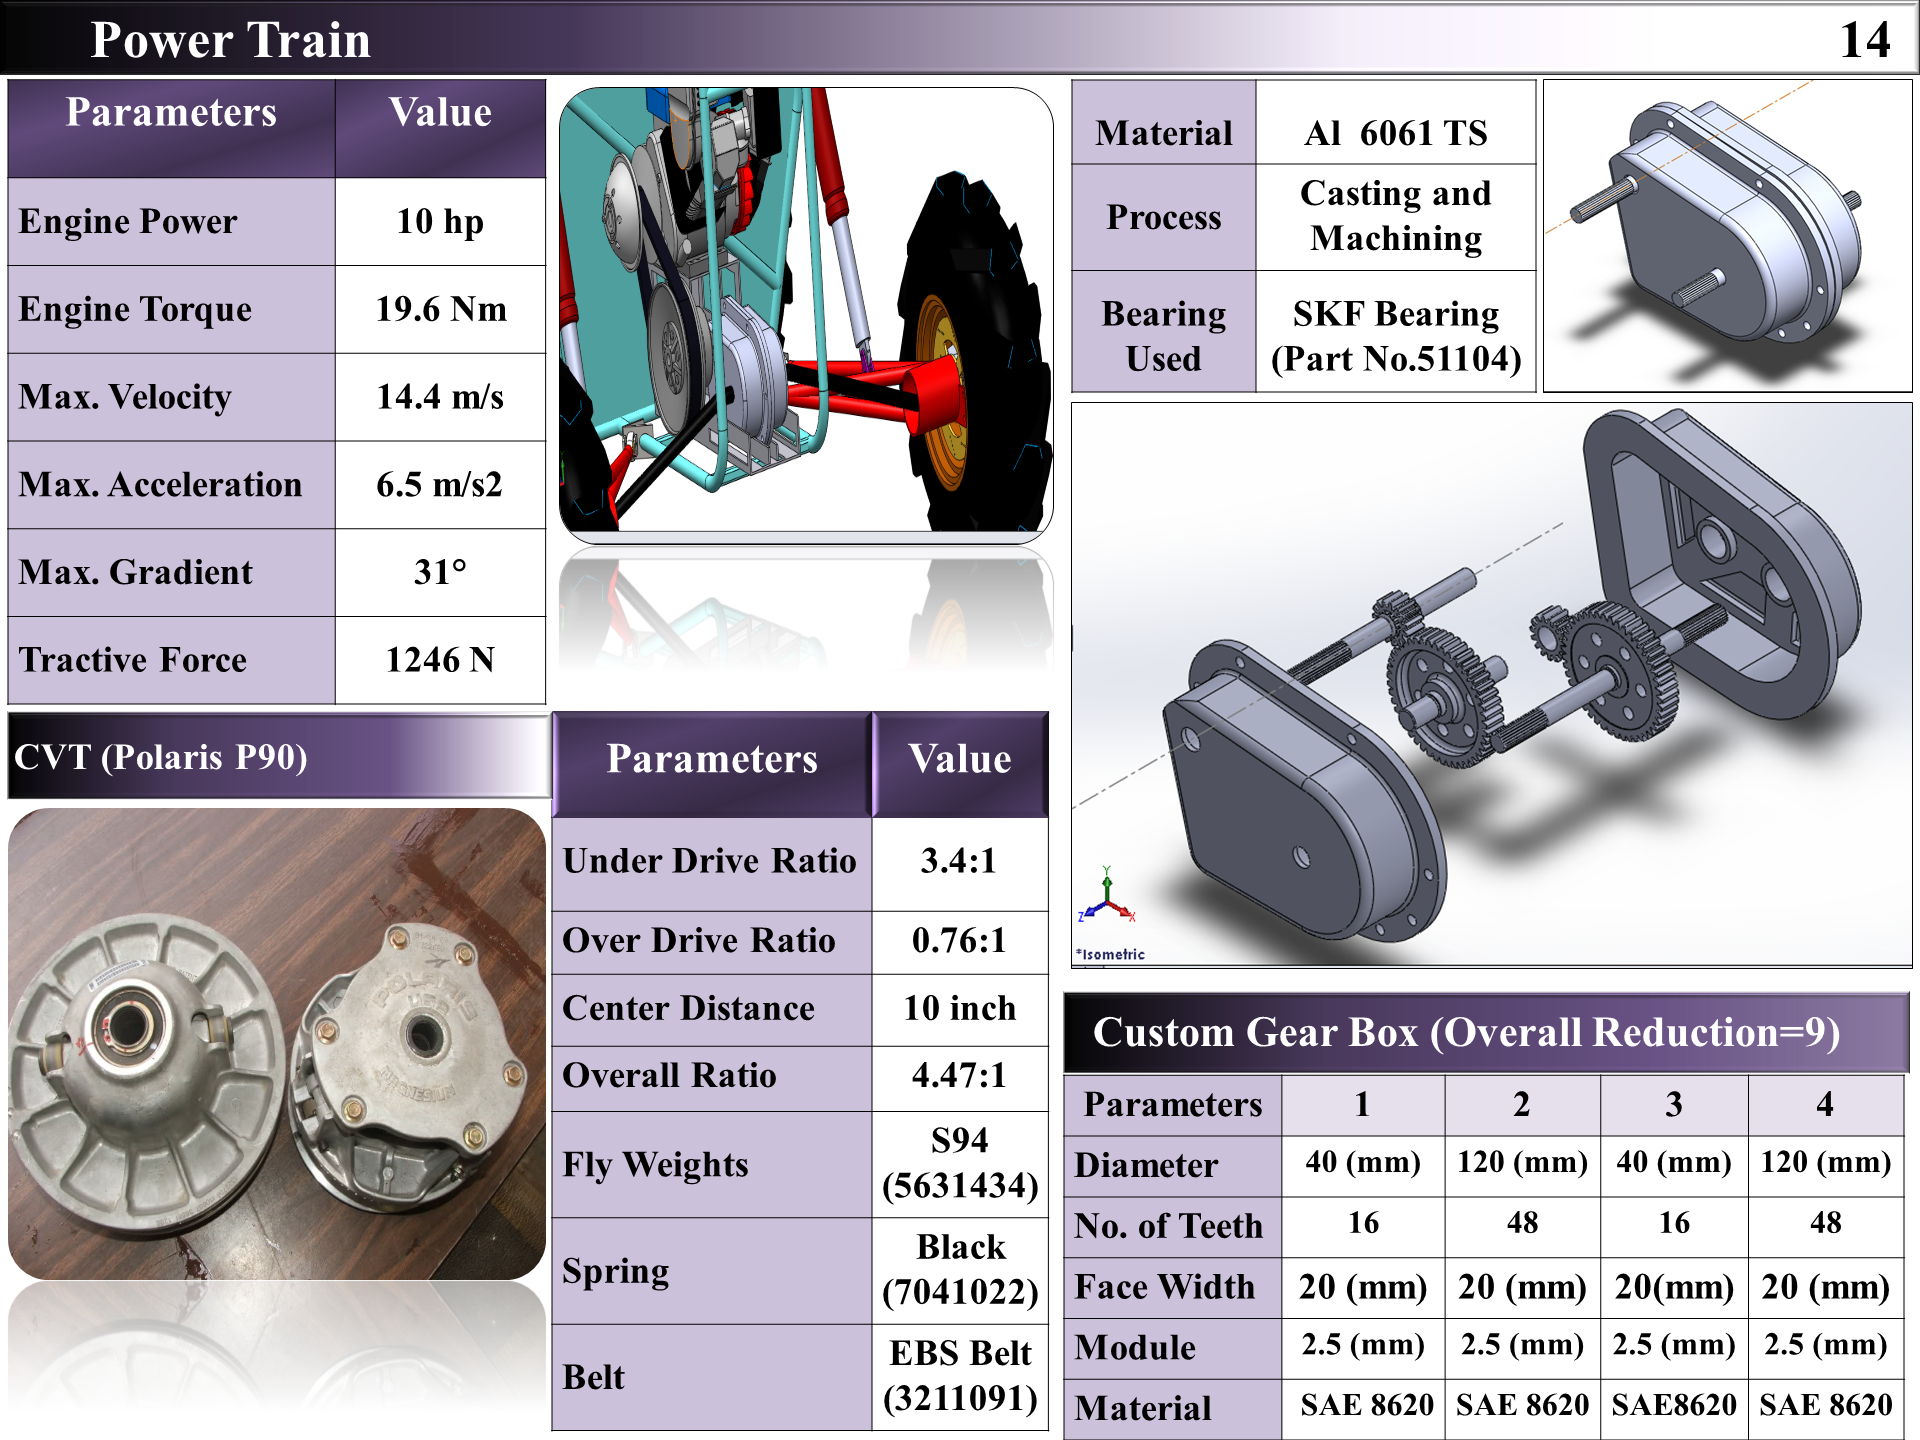 Power Train
14
Parameters Value
Engine Power 10 hp
Engine Torque 19.6 Nm
Max. Velocity 14.4 m/s
Max. Acceleration 6.5 m/s2
Max. Gradient 31°
Tractive Force 1246 N
Material Al 6061 TS
Process Casting and
Machining
Bearing
Used
SKF Bearing
(Part No.51104)
Y
Z
X
*Isometric
CVT (Polaris P90)
POLARIS
Parameters Value
Under Drive Ratio 3.4:1
Over Drive Ratio 0.76:1
Center Distance 10 inch
Overall Ratio 4.47:1
Fly Weights S94
(5631434)
Spring Black
(7041022)
Belt EBS Belt
(3211091)
Custom Gear Box (Overall Reduction=9)
Parameters 1 2 3 4
Diameter 40 (mm) 120 (mm) 40 (mm) 120 (mm)
No. of Teeth 16 48 16 48
Face Width 20 (mm) 20 (mm) 20(mm) 20 (mm)
Module 2.5 (mm) 2.5 (mm) 2.5 (mm) 2.5 (mm)
Material SAE 8620 SAE 8620 SAE8620 SAE 8620